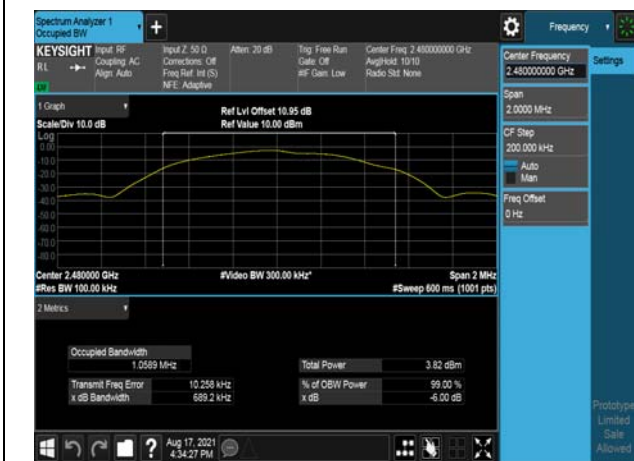 Spectrum Analyzer 1
Occupied BW
Frequency
KEYSIGHT
RL
Input: RF
Coupling: AC
Align: Auto
Input Z: 50 Ω
Corrections: Off
Freq Ref: Int (S)
NFE: Adaptive
Atten: 20 dB
Trig: Free Run
Gate: Off
#IF Gain: Low
Center Freq: 2.480000000 GHz
Avg|Hold: 10/10
Radio Std: None
Center Frequency
2.480000000 GHz
Settings
Span
2.0000 MHz
CF Step
200.000 kHz
Auto
Man
Freq Offset
0 Hz
1 Graph
Scale/Div 10.0 dB
Ref Lvl Offset 10.95 dB
Ref Value 10.00 dBm
Log
0.00
-10.0
-20.0
-30.0
-40.0
-50.0
-60.0
-70.0
-80.0
Center 2.480000 GHz
#Res BW 100.00 kHz
#Video BW 300.00 kHz*
Span 2 MHz
#Sweep 600 ms (1001 pts)
2 Metrics
Occupied Bandwidth
1.0589 MHz
Total Power 3.82 dBm
Transmit Freq Error 10.258 kHz
% of OBW Power 99.00 %
x dB Bandwidth 689.2 kHz
x dB -6.00 dB
Prototype
Limited
Sale
Allowed
?
Aug 17, 2021
4:34:27 PM